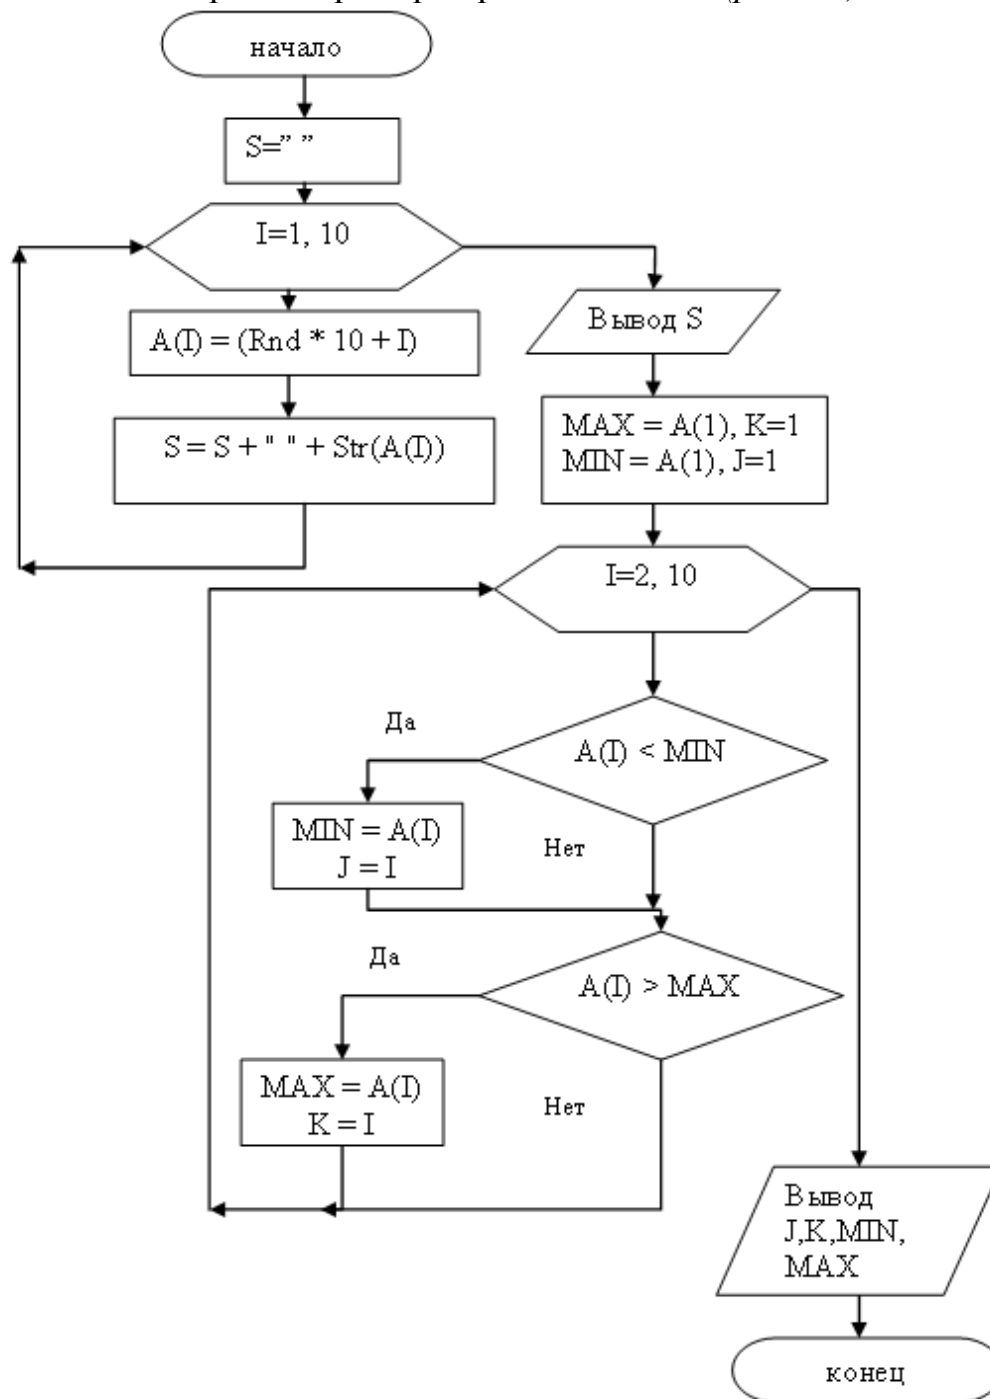 начало
S=” ”
I=1, 10
A(I) = (Rnd * 10 + I)
S = S + " " + Str(A(I))
Вывод S
MAX = A(1), K=1
MIN = A(1), J=1
I=2, 10
Да
A(I) < MIN
MIN = A(I)
J = I
Нет
Да
A(I) > MAX
MAX = A(I)
K = I
Нет
Вывод
J,K,MIN,
MAX
конец